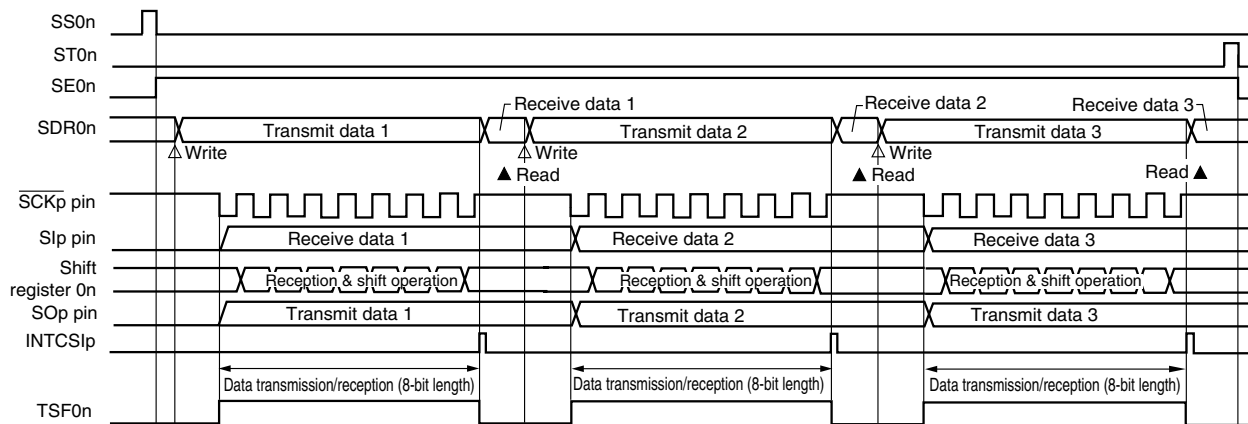 SS0n
ST0n
SE0n
Receive data 1
Receive data 2
Receive data 3
SDR0n
Transmit data 1
Transmit data 2
Transmit data 3
Write
Write
Write
▲ Read
▲ Read
Read ▲
SCKp pin
SIp pin
Receive data 1
Receive data 2
Receive data 3
Shift
register 0n
Reception & shift operation
Reception & shift operation
Reception & shift operation
SOp pin
Transmit data 1
Transmit data 2
Transmit data 3
INTCSIp
Data transmission/reception (8-bit length)
Data transmission/reception (8-bit length)
Data transmission/reception (8-bit length)
TSF0n